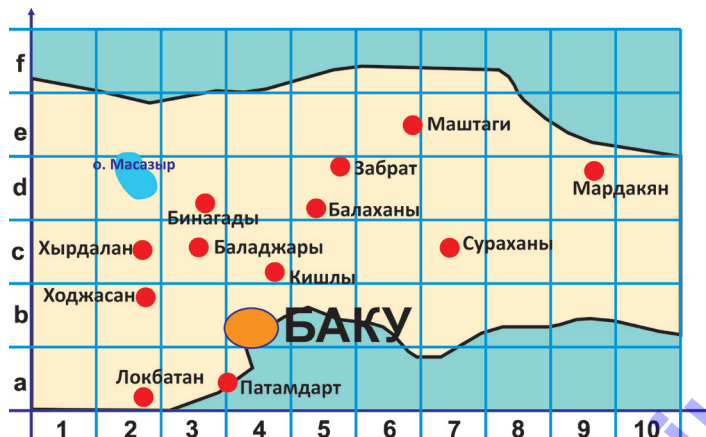 f
e
Маштаги
о. Масазыр
Забрат
d
Мардакян
Балаханы
Бинагады
c
Хырдалан
Баладжары
Сураханы
Кишлы
Ходжасан
b
БАКУ
a
Локбатан
Патамдарт
1 2 3 4 5 6 7 8 9 10